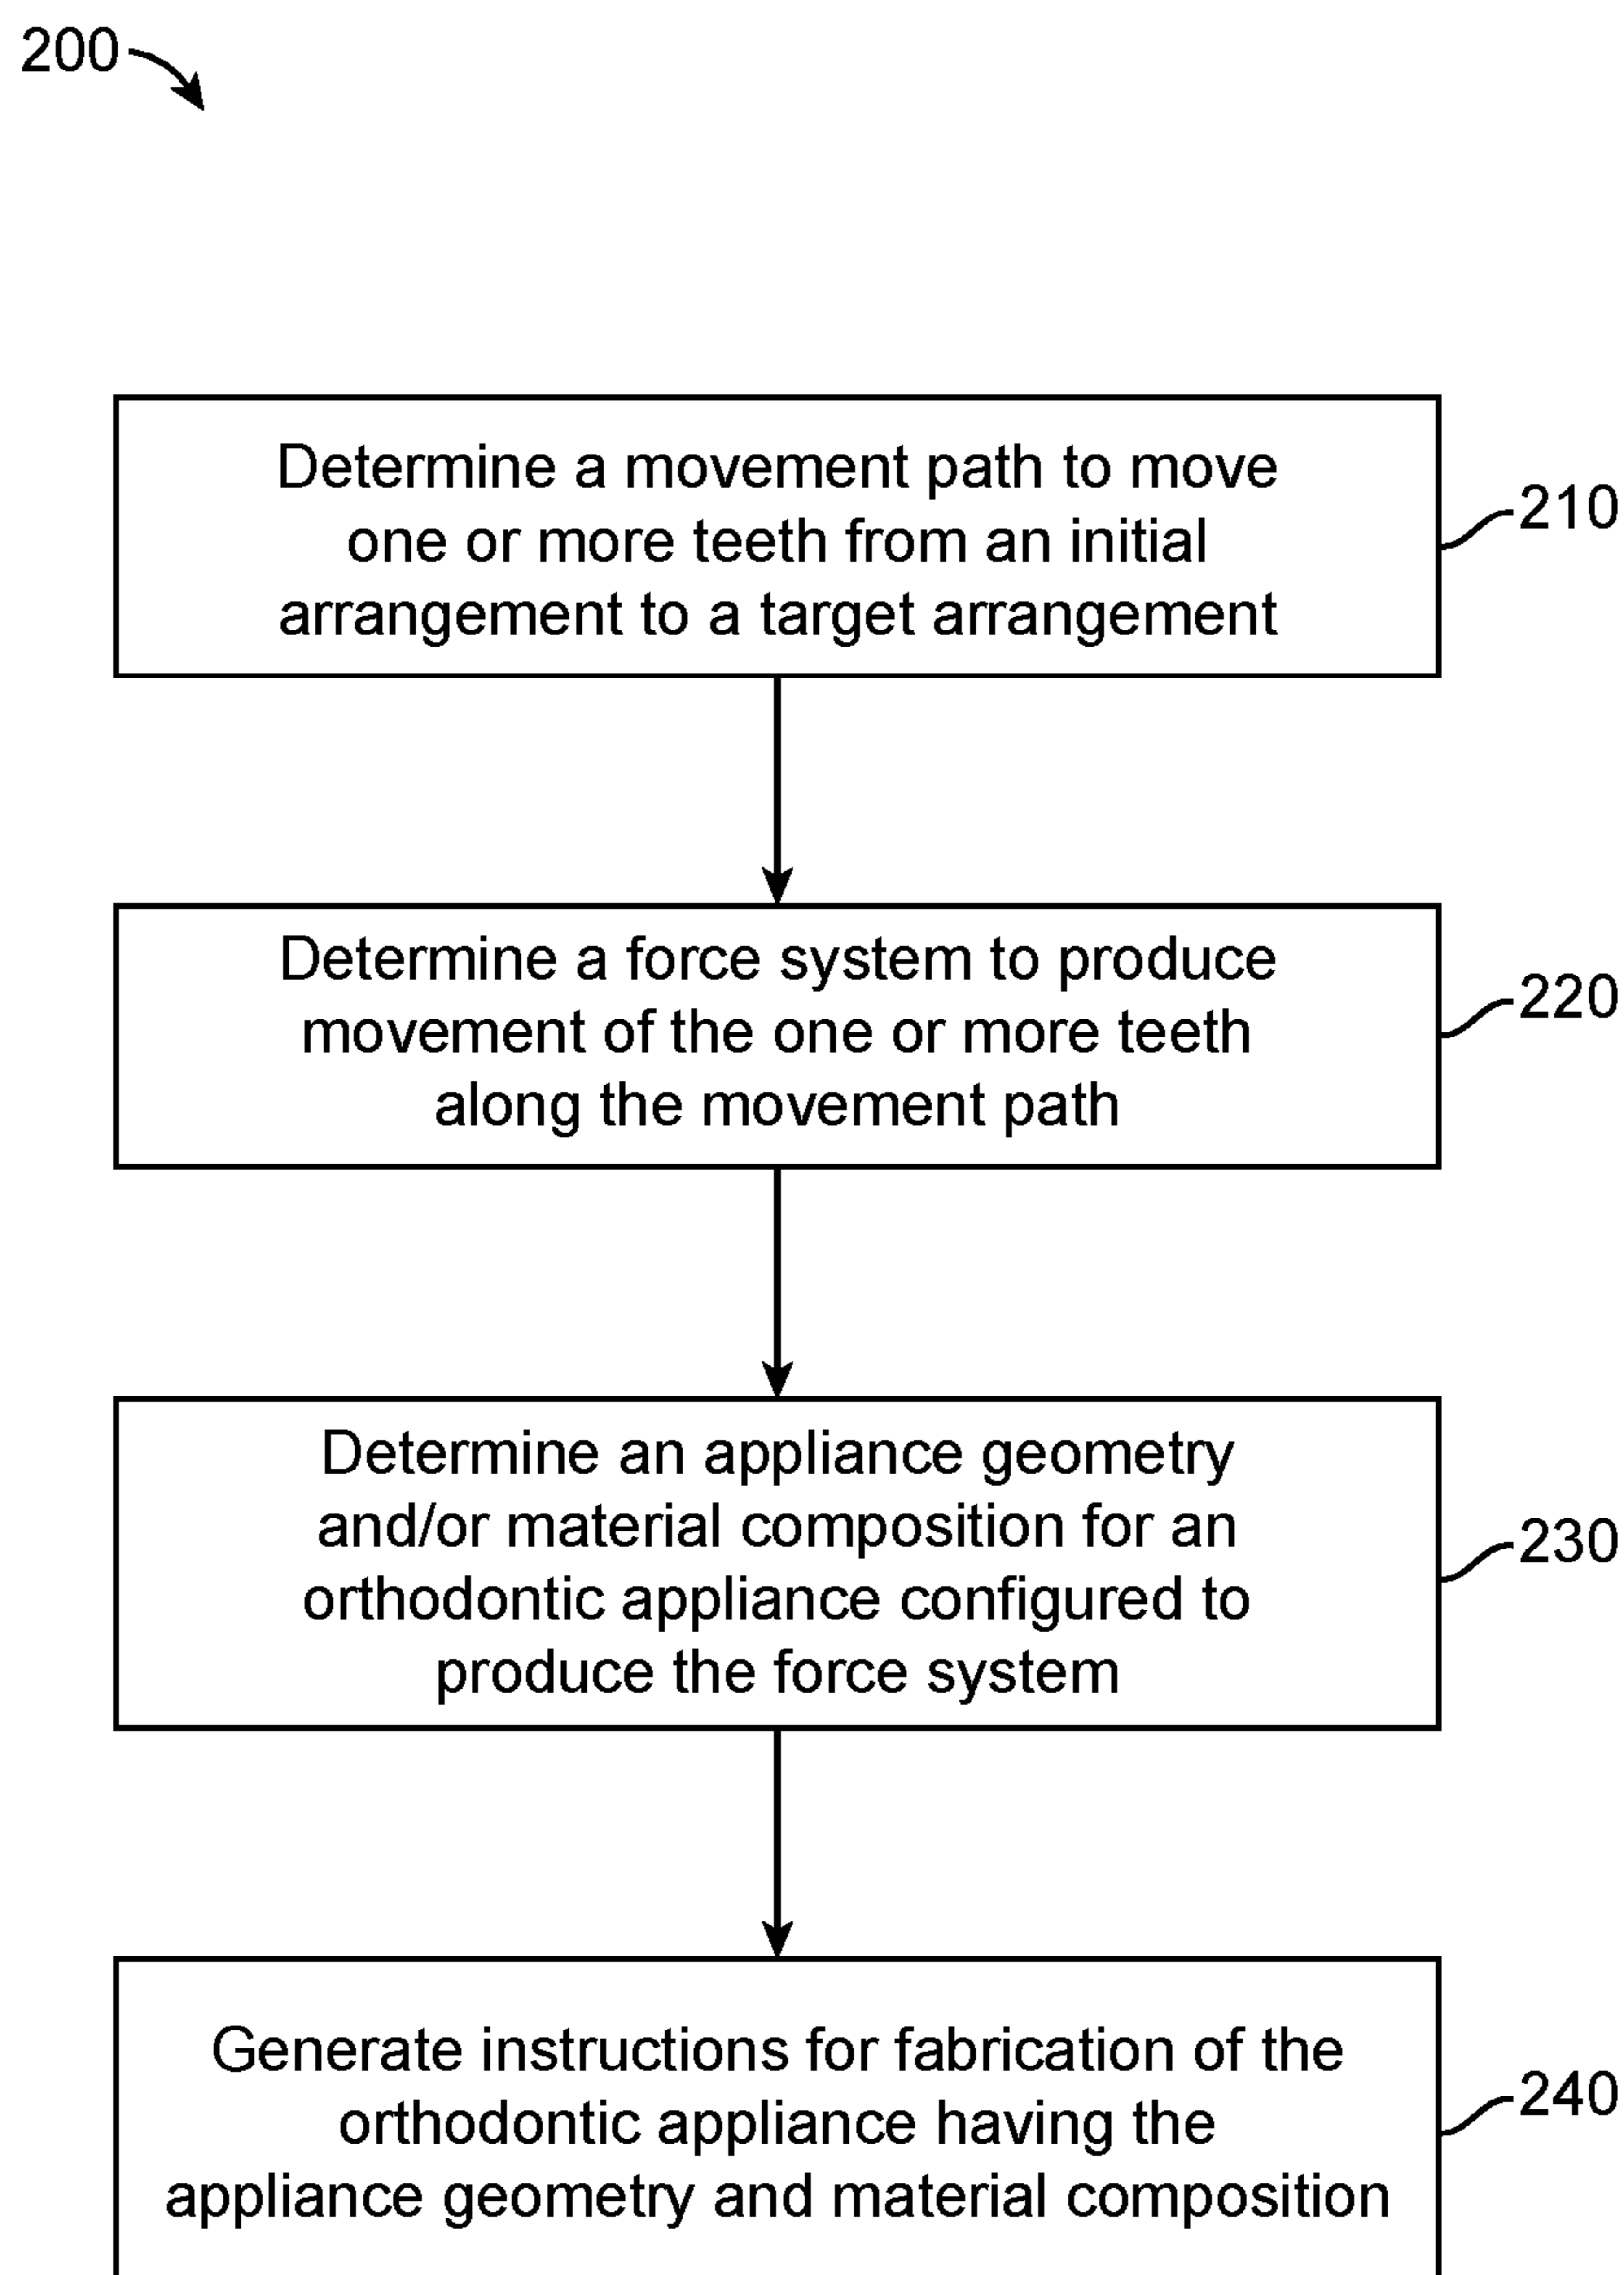 200
Determine a movement path to move
one or more teeth from an initial
arrangement to a target arrangement
210
Determine a force system to produce
movement of the one or more teeth
along the movement path
220
Determine an appliance geometry
and/or material composition for an
orthodontic appliance configured to
produce the force system
230
Generate instructions for fabrication of the
orthodontic appliance having the
appliance geometry and material composition
240